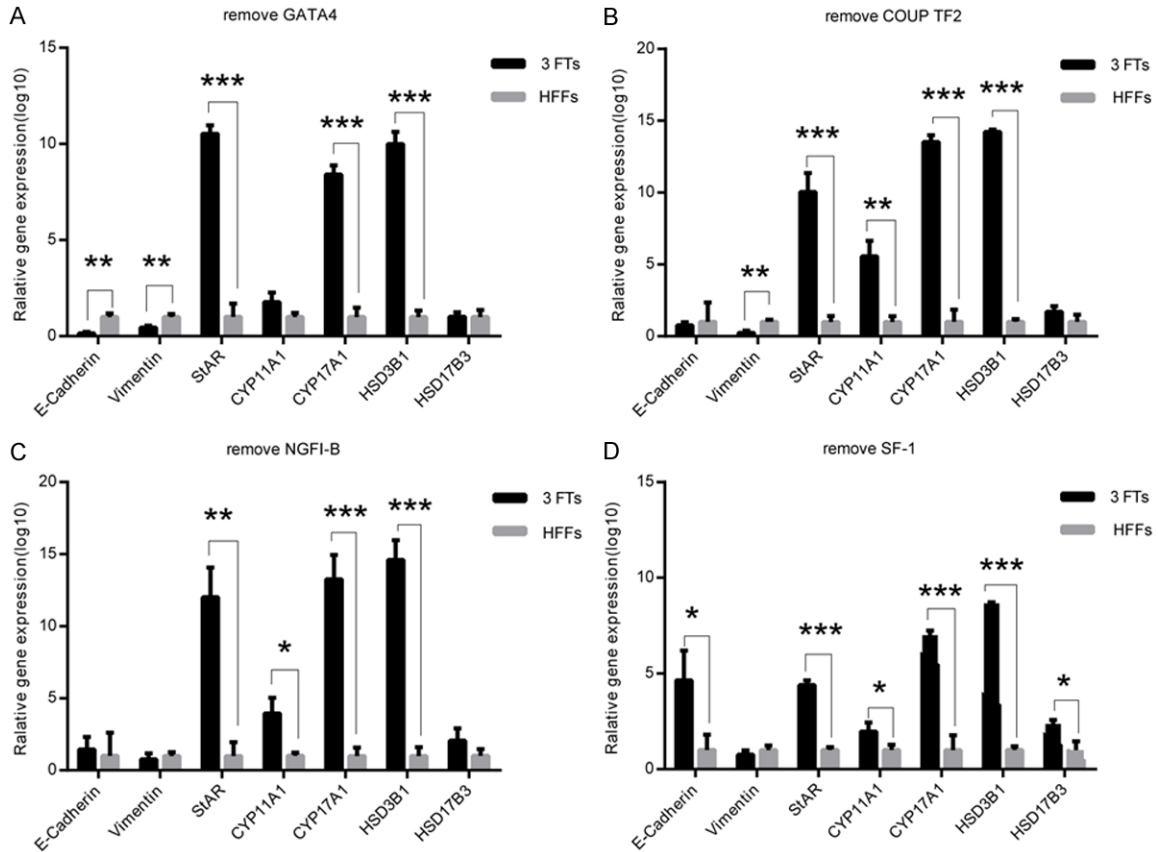 A
remove GATA4
Ralative gene expression(log10)
15
10
5
0
3 FTs
HFFs
**
**
***
***
***
E-Cadherin
Vimentin
StAR
CYP11A1
CYP17A1
HSD3B1
HSD17B3
B
remove COUP TF2
Ralative gene expression(log10)
20
15
10
5
0
3 FTs
HFFs
**
***
**
***
***
E-Cadherin
Vimentin
StAR
CYP11A1
CYP17A1
HSD3B1
HSD17B3
C
remove NGFI-B
Ralative gene expression(log10)
20
15
10
5
0
3 FTs
HFFs
**
*
***
***
E-Cadherin
Vimentin
StAR
CYP11A1
CYP17A1
HSD3B1
HSD17B3
D
remove SF-1
Ralative gene expression(log10)
15
10
5
0
3 FTs
HFFs
*
***
*
***
***
*
E-Cadherin
Vimentin
StAR
CYP11A1
CYP17A1
HSD3B1
HSD17B3